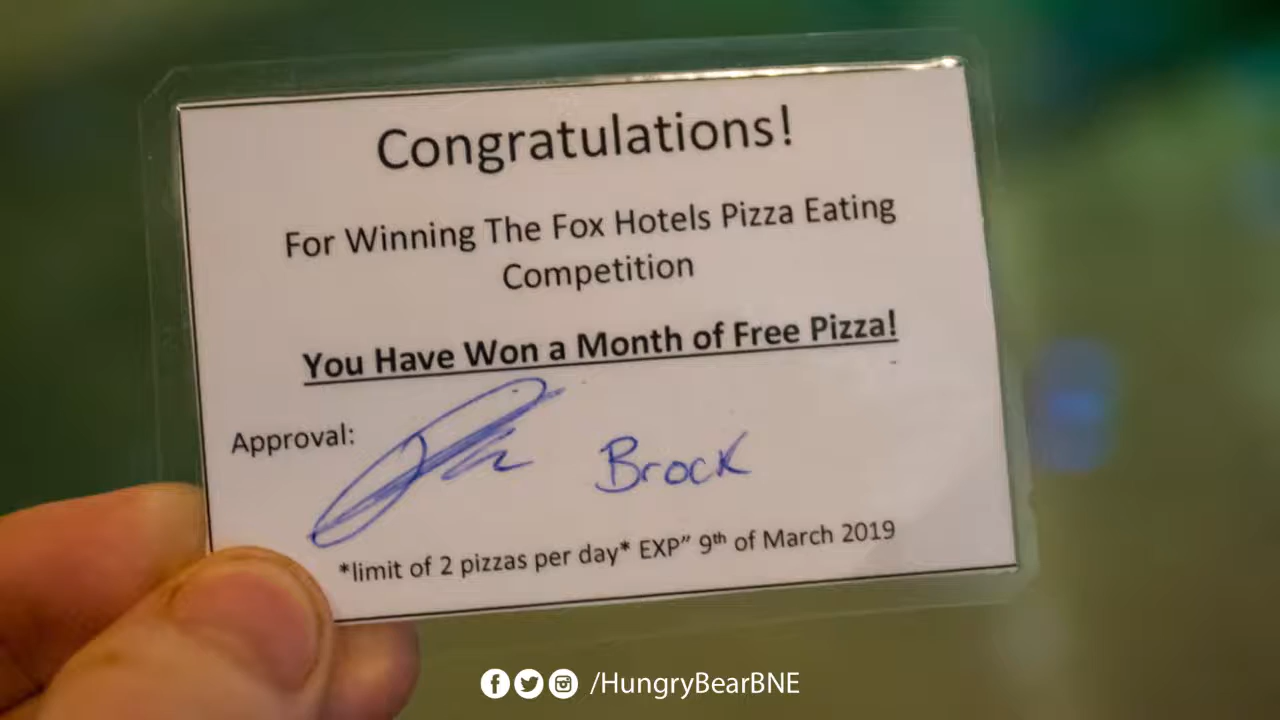 Congratulations!
For Winning The Fox Hotels Pizza Eating
Competition
You Have Won a Month of Free Pizza!
Approval:
Brock
*limit of 2 pizzas per day* EXP” 9th of March 2019
/HungryBearBNE